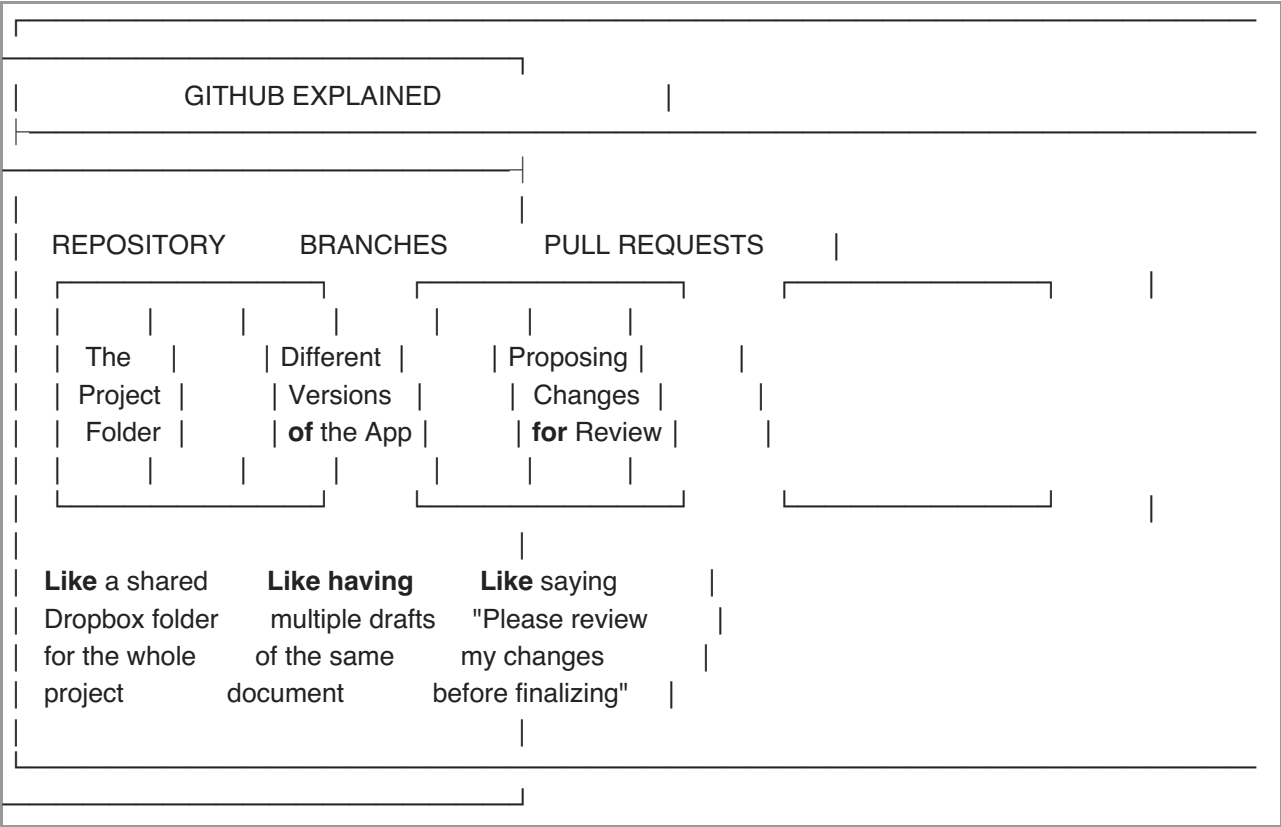 GITHUB EXPLAINED
REPOSITORY BRANCHES PULL REQUESTS
The Different Proposing
Project Versions Changes
Folder of the App for Review
Like a shared Like having Like saying
Dropbox folder multiple drafts "Please review
for the whole of the same my changes
project document before finalizing"